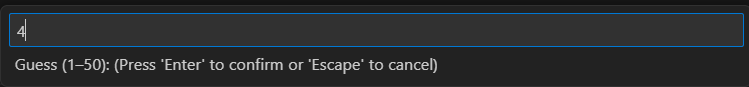 4
Guess (1–50): (Press 'Enter' to confirm or 'Escape' to cancel)